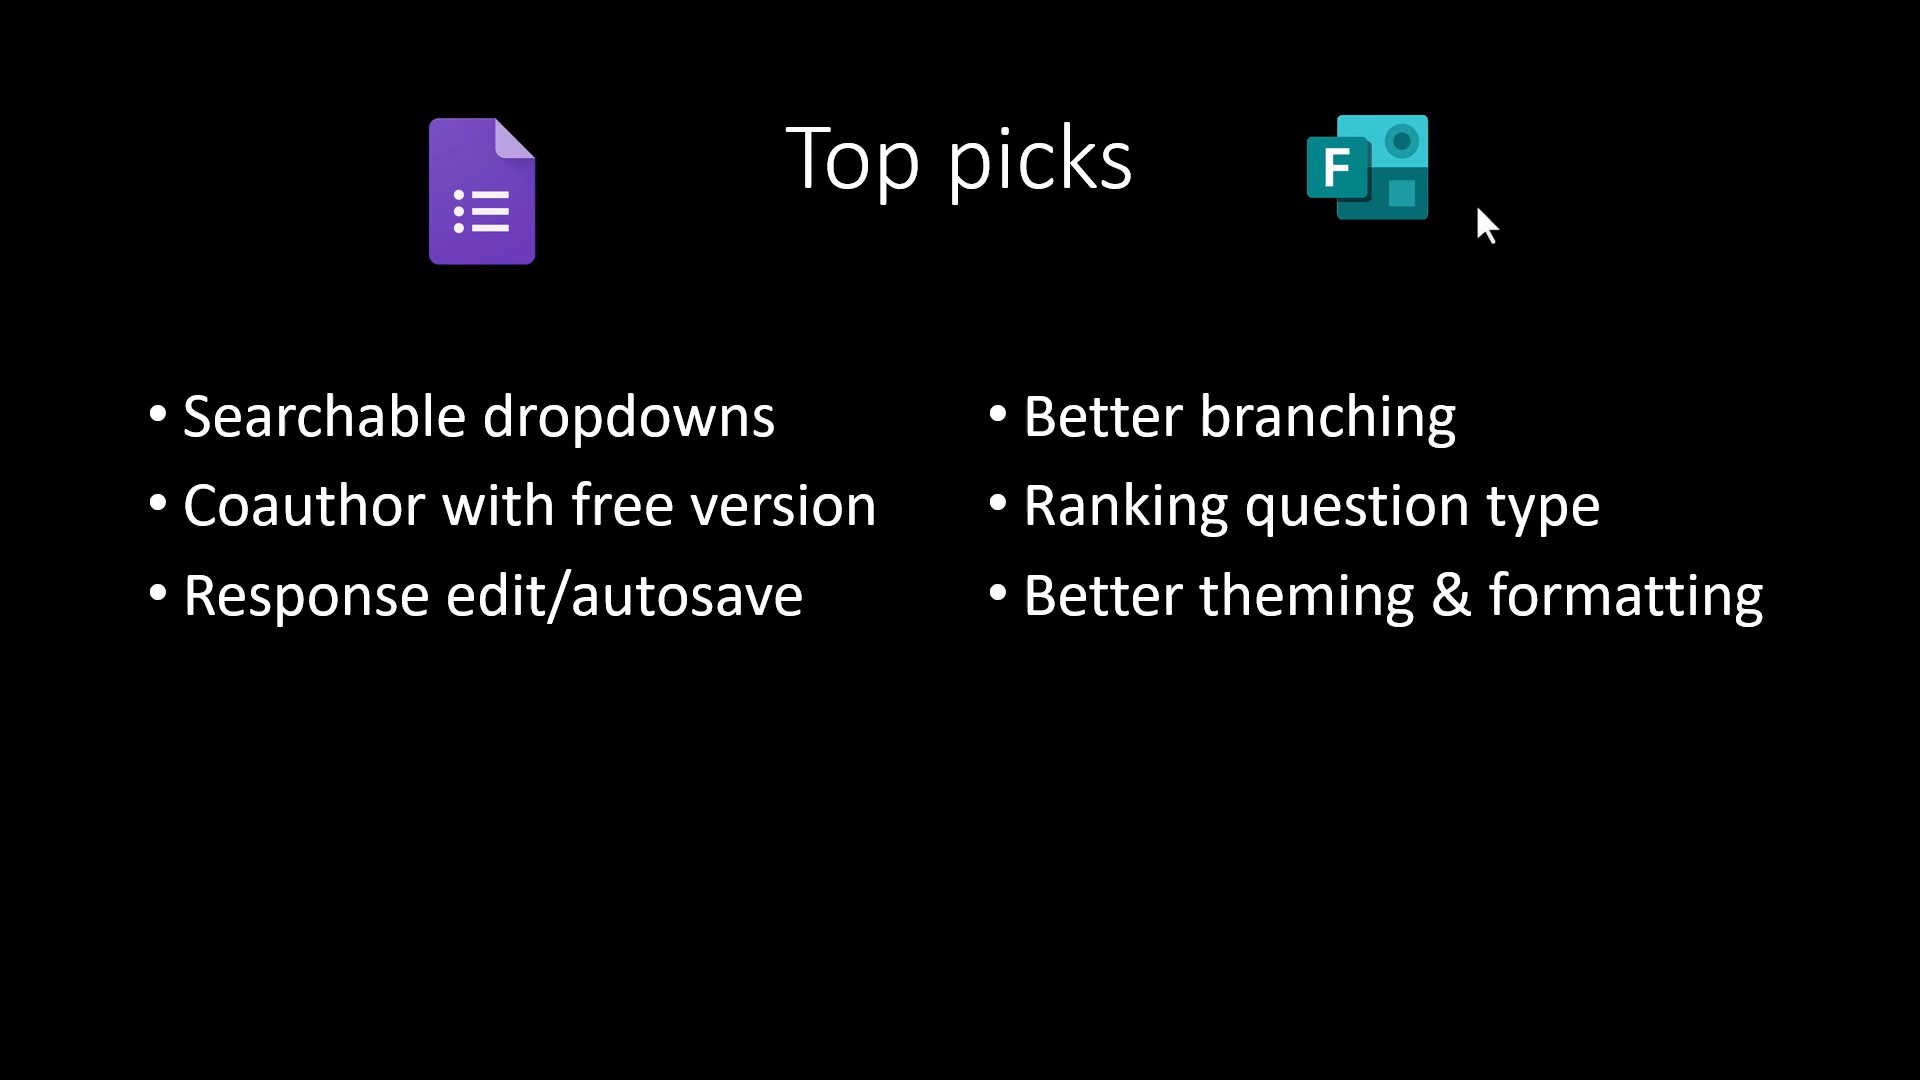 Top picks
F
• Searchable dropdowns
• Coauthor with free version
• Response edit/autosave
• Better branching
• Ranking question type
• Better theming & formatting